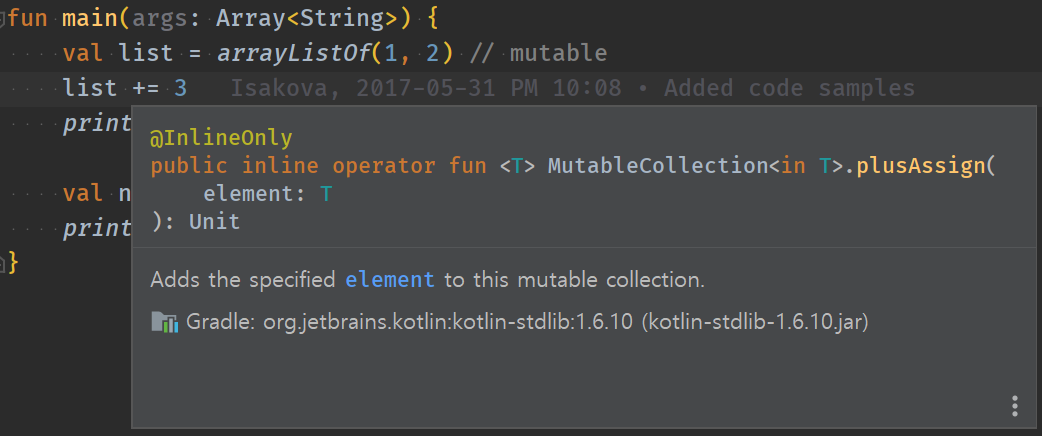 fun main(args: Array<String>) {
val list = arrayListOf(1, 2) // mutable
list += 3 Isakova, 2017-05-31 PM 10:08 • Added code samples
print
@InlineOnly
public inline operator fun <T> MutableCollection<in T>.plusAssign(
val n
element: T
print
): Unit
}
Adds the specified element to this mutable collection.
Gradle: org.jetbrains.kotlin:kotlin-stdlib:1.6.10 (kotlin-stdlib-1.6.10.jar)